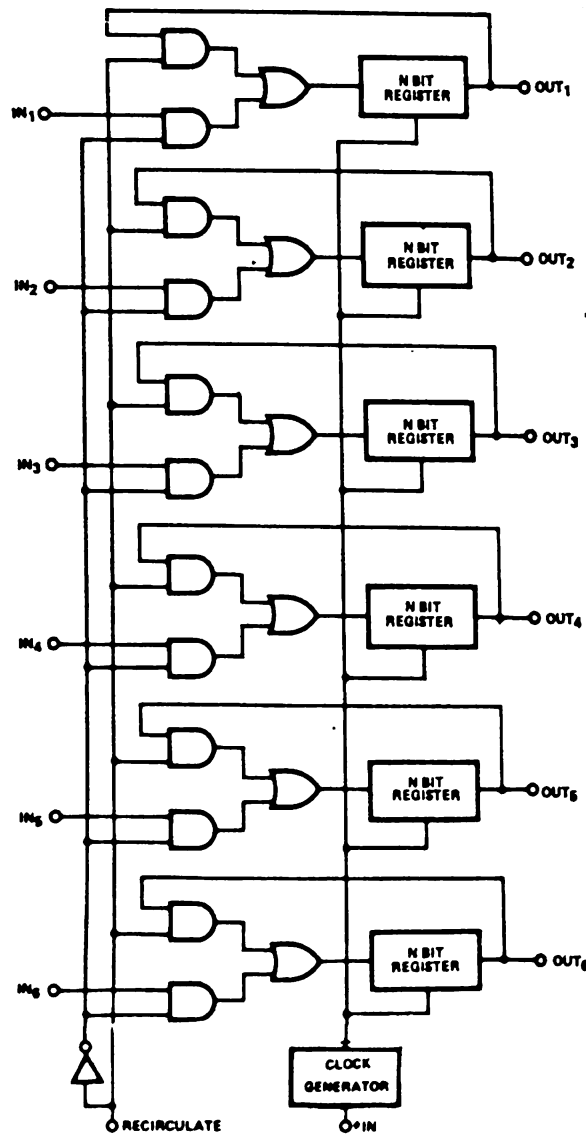 N BIT
REGISTER
OUT₁
IN₁
N BIT
REGISTER
OUT₂
IN₂
N BIT
REGISTER
OUT₃
IN₃
N BIT
REGISTER
OUT₄
IN₄
N BIT
REGISTER
OUT₅
IN₅
N BIT
REGISTER
OUT₆
IN₆
CLOCK
GENERATOR
RECIRCULATE
IN